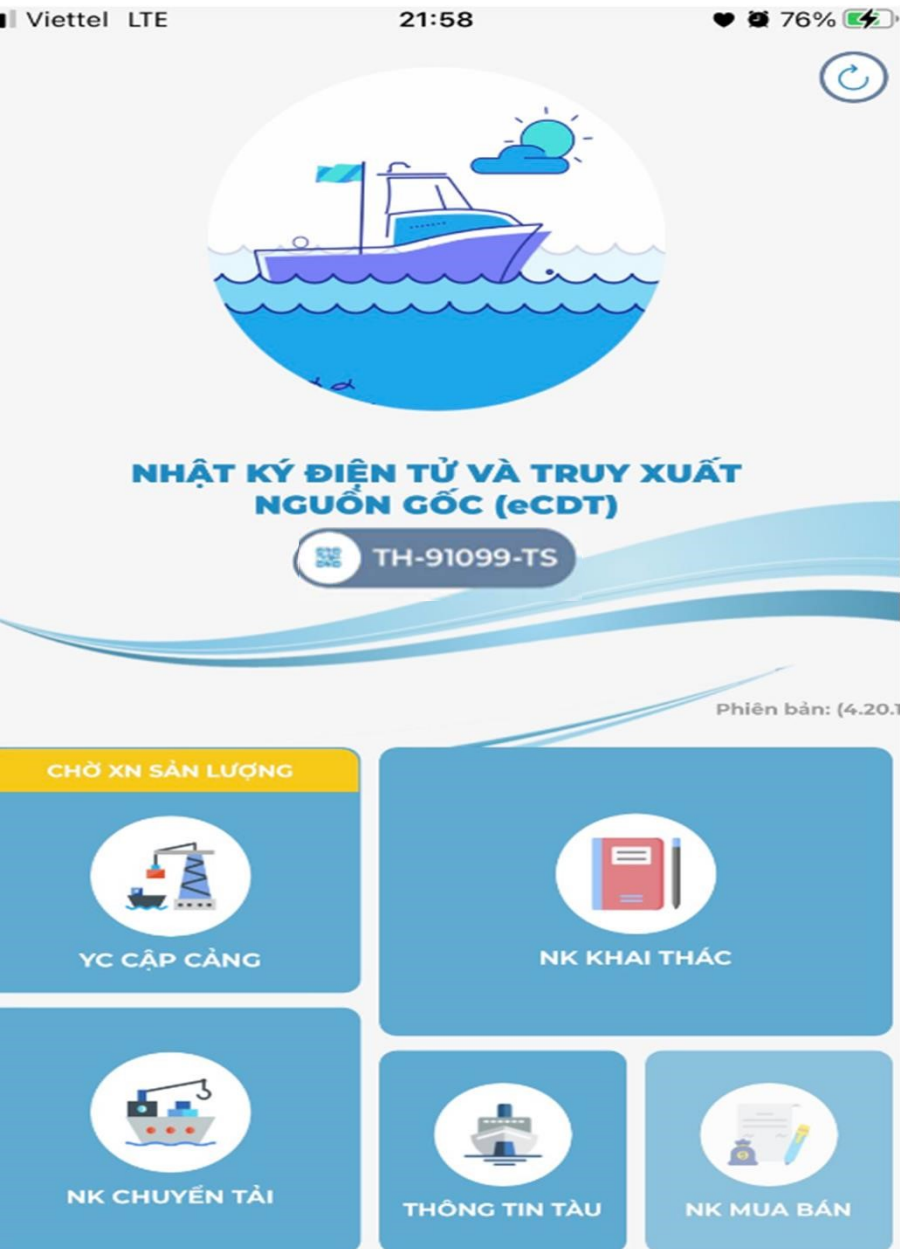 Viettel LTE 21:58 76%
NHẬT KÝ ĐIỆN TỬ VÀ TRUY XUẤT
NGUỒN GỐC (eCDT)
TH-91099-TS
Phiên bản: (4.20.1
CHỜ XN SẢN LƯỢNG
YC CẬP CẢNG
NK KHAI THÁC
NK CHUYỂN TẢI
THÔNG TIN TÀU
NK MUA BÁN